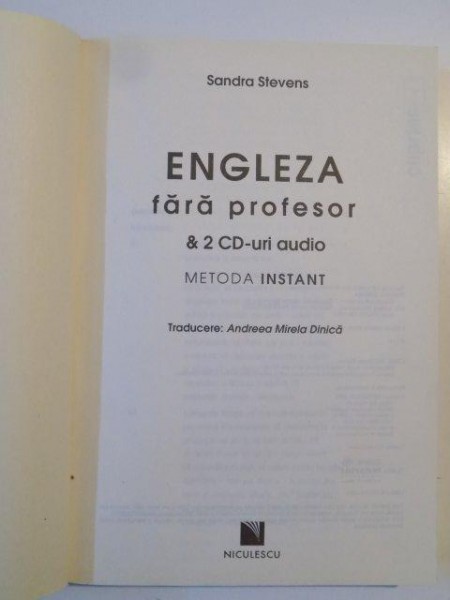 Sandra Stevens
ENGLEZA
fără profesor
& 2 CD-uri audio
METODA INSTANT
Traducere: Andreea Mirela Dinică
NICULESCU